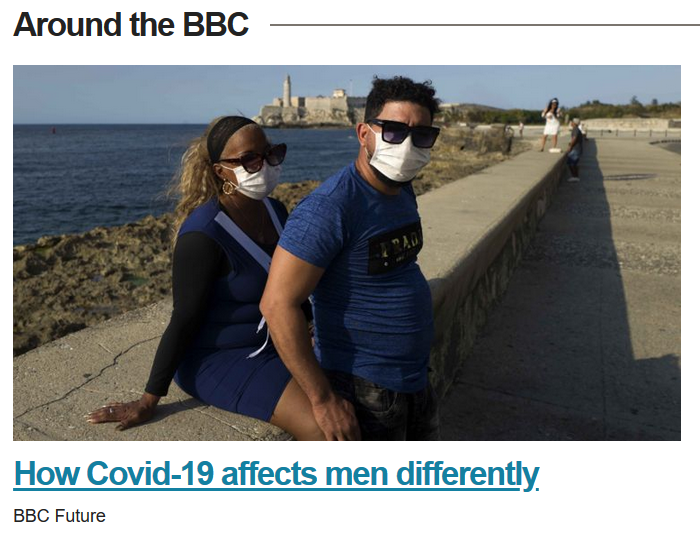 Around the BBC
How Covid-19 affects men differently
BBC Future